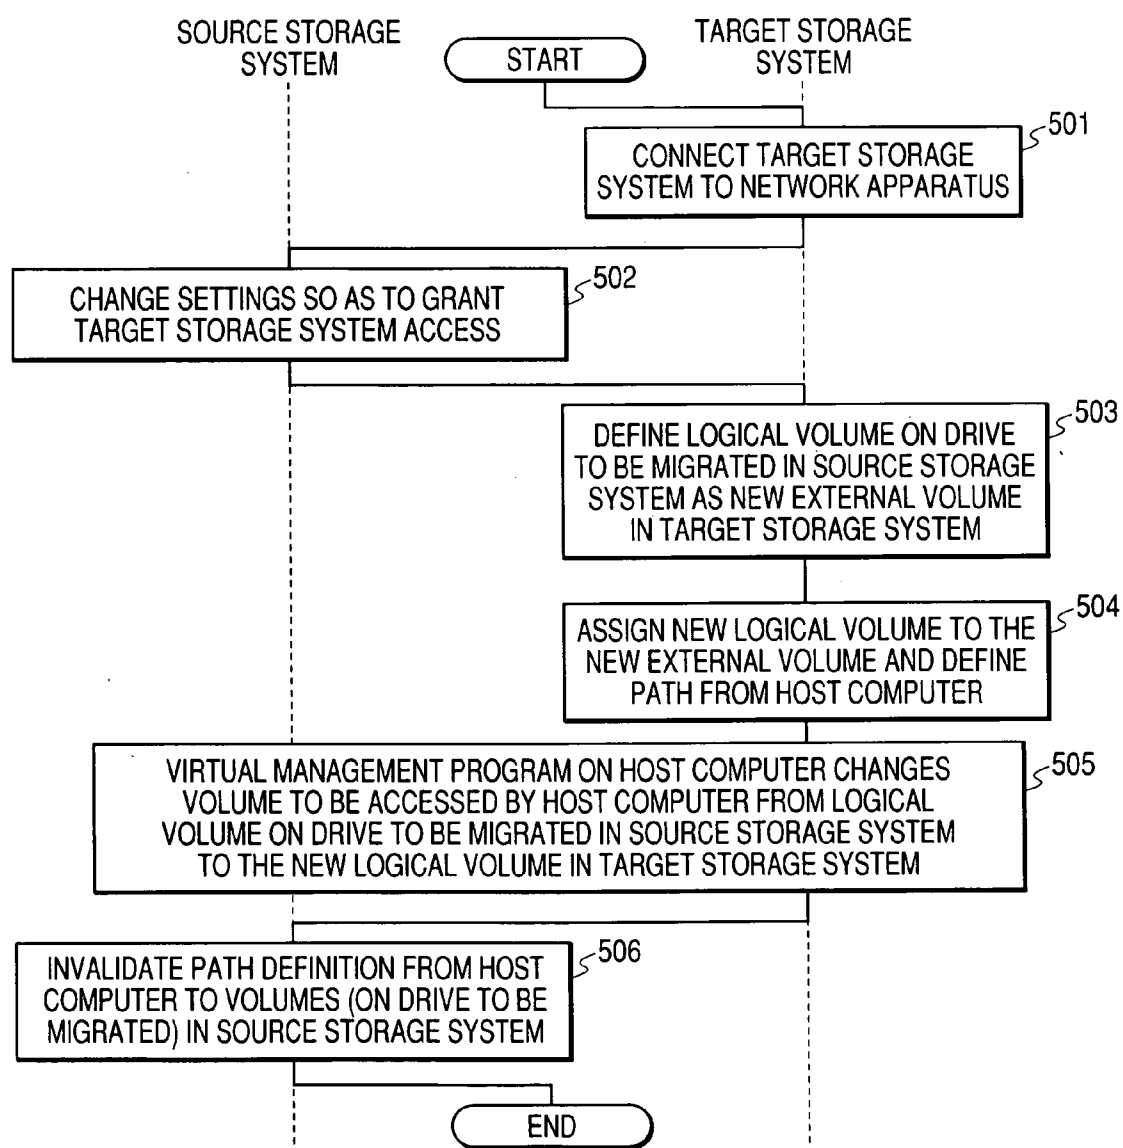 SOURCE STORAGE
SYSTEM
START
TARGET STORAGE
SYSTEM
501
CONNECT TARGET STORAGE
SYSTEM TO NETWORK APPARATUS
502
CHANGE SETTINGS SO AS TO GRANT
TARGET STORAGE SYSTEM ACCESS
503
DEFINE LOGICAL VOLUME ON DRIVE
TO BE MIGRATED IN SOURCE STORAGE
SYSTEM AS NEW EXTERNAL VOLUME
IN TARGET STORAGE SYSTEM
504
ASSIGN NEW LOGICAL VOLUME TO THE
NEW EXTERNAL VOLUME AND DEFINE
PATH FROM HOST COMPUTER
505
VIRTUAL MANAGEMENT PROGRAM ON HOST COMPUTER CHANGES
VOLUME TO BE ACCESSED BY HOST COMPUTER FROM LOGICAL
VOLUME ON DRIVE TO BE MIGRATED IN SOURCE STORAGE SYSTEM
TO THE NEW LOGICAL VOLUME IN TARGET STORAGE SYSTEM
506
INVALIDATE PATH DEFINITION FROM HOST
COMPUTER TO VOLUMES (ON DRIVE TO BE
MIGRATED) IN SOURCE STORAGE SYSTEM
END